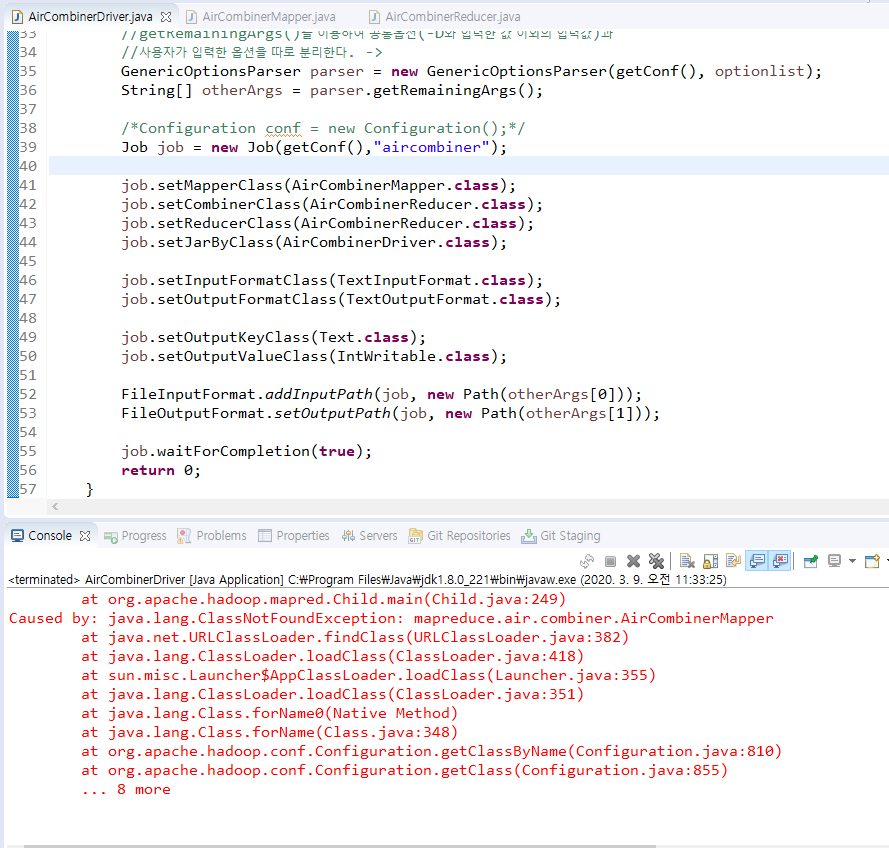 AirCombinerDriver.java AirCombinerMapper.java AirCombinerReducer.java
33 //getRemainingArgs()을 이용하여 공통옵션(-D와 입력한 값 이외의 입력값)과
34 //사용자가 입력한 옵션을 따로 분리한다. ->
35 GenericOptionsParser parser = new GenericOptionsParser(getConf(), optionlist);
36 String[] otherArgs = parser.getRemainingArgs();
37
38 /*Configuration conf = new Configuration();*/
39 Job job = new Job(getConf(),"aircombiner");
40
41 job.setMapperClass(AirCombinerMapper.class);
42 job.setCombinerClass(AirCombinerReducer.class);
43 job.setReducerClass(AirCombinerReducer.class);
44 job.setJarByClass(AirCombinerDriver.class);
45
46 job.setInputFormatClass(TextInputFormat.class);
47 job.setOutputFormatClass(TextOutputFormat.class);
48
49 job.setOutputKeyClass(Text.class);
50 job.setOutputValueClass(IntWritable.class);
51
52 FileInputFormat.addInputPath(job, new Path(otherArgs[0]));
53 FileOutputFormat.setOutputPath(job, new Path(otherArgs[1]));
54
55 job.waitForCompletion(true);
56 return 0;
57 }
Console Progress Problems Properties Servers Git Repositories Git Staging
<terminated> AirCombinerDriver [Java Application] C:₩Program Files₩Java₩jdk1.8.0_221₩bin₩javaw.exe (2020. 3. 9. 오전 11:33:25)
at org.apache.hadoop.mapred.Child.main(Child.java:249)
Caused by: java.lang.ClassNotFoundException: mapreduce.air.combiner.AirCombinerMapper
at java.net.URLClassLoader.findClass(URLClassLoader.java:382)
at java.lang.ClassLoader.loadClass(ClassLoader.java:418)
at sun.misc.Launcher$AppClassLoader.loadClass(Launcher.java:355)
at java.lang.ClassLoader.loadClass(ClassLoader.java:351)
at java.lang.Class.forName0(Native Method)
at java.lang.Class.forName(Class.java:348)
at org.apache.hadoop.conf.Configuration.getClassByName(Configuration.java:810)
at org.apache.hadoop.conf.Configuration.getClass(Configuration.java:855)
... 8 more